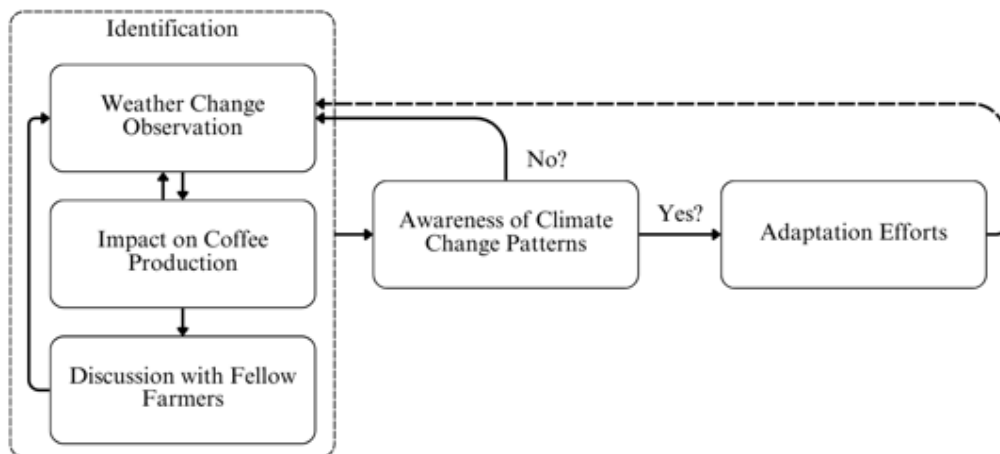 Identification
Weather Change
Observation
Impact on Coffee
Production
Discussion with Fellow
Farmers
No?
Awareness of Climate
Change Patterns
Yes?
Adaptation Efforts